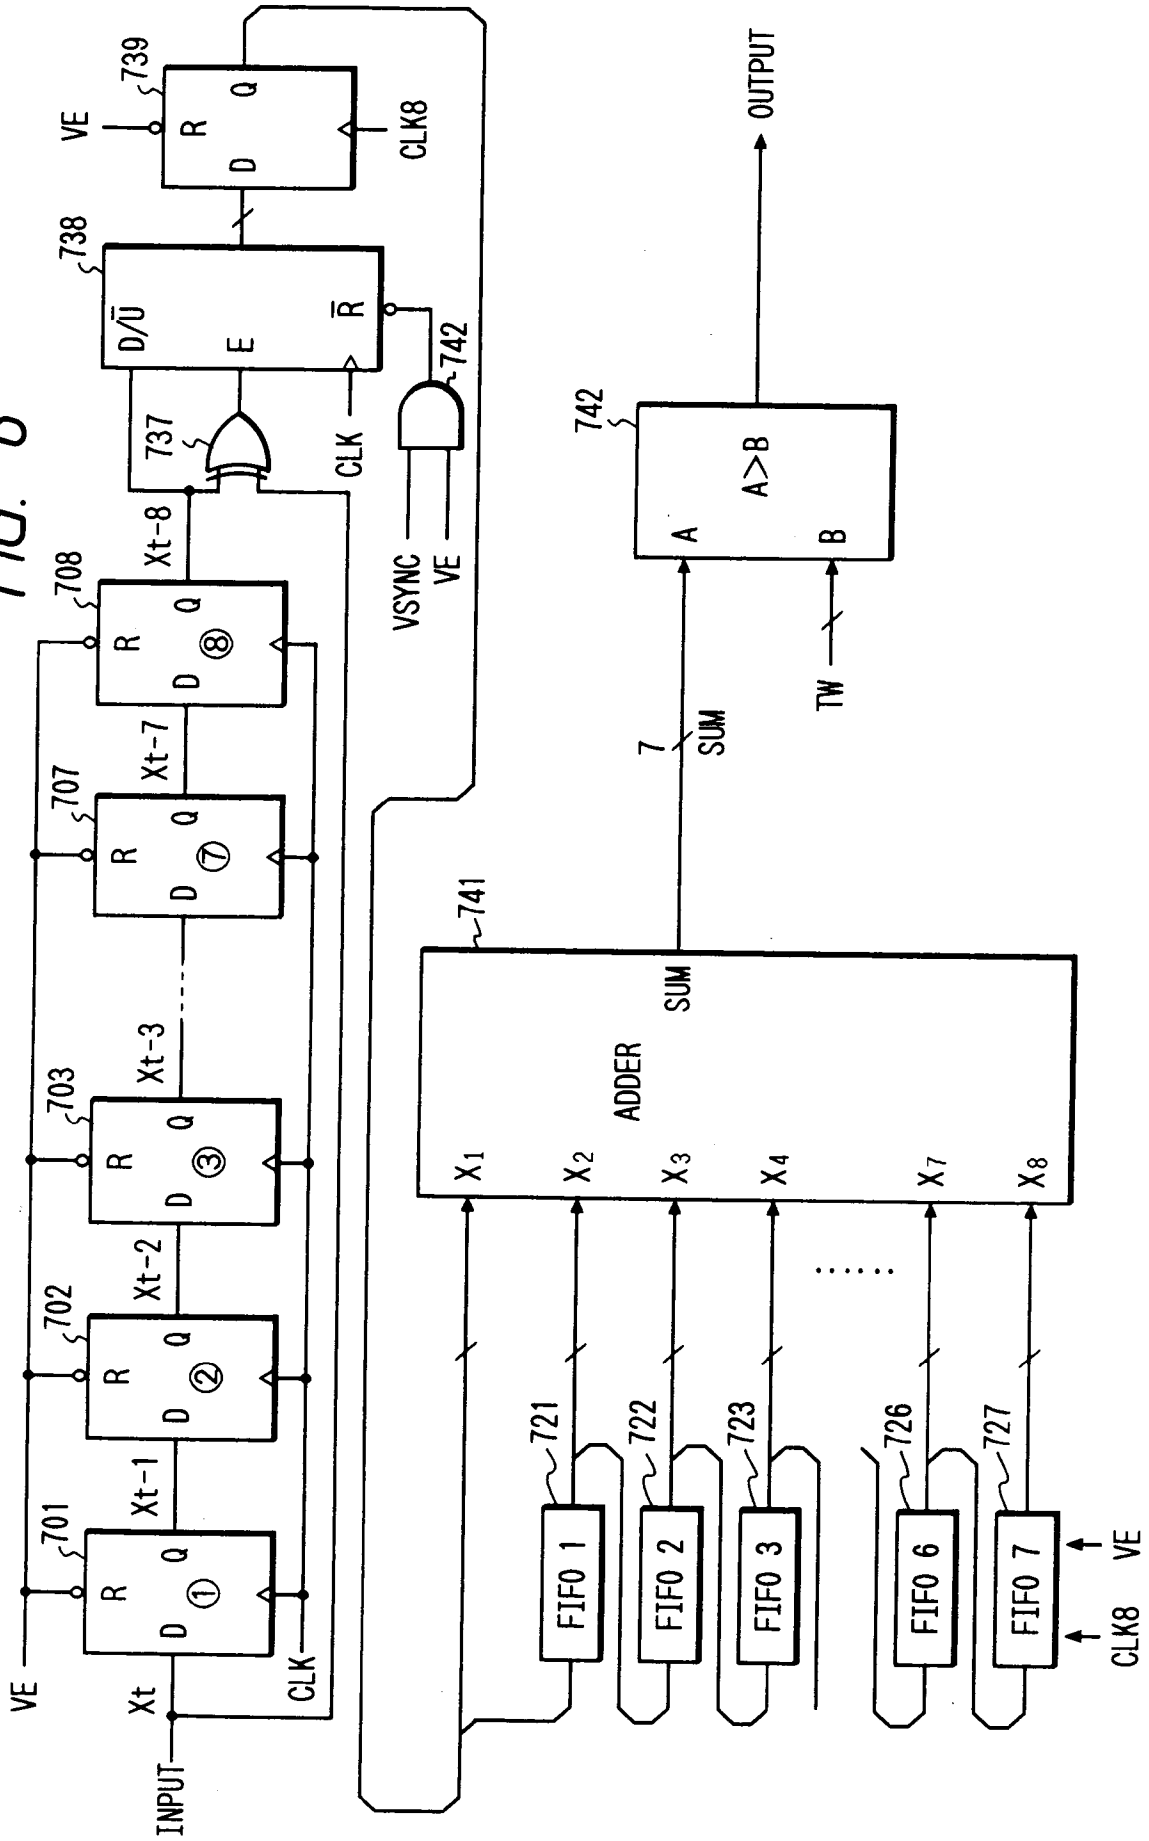 FIG. 8
VE
701
702
703
707
708
R
R
R
R
R
INPUT
Xt
D
①
Q
Xt-1
D
②
Q
Xt-2
D
③
Q
Xt-3
D
⑦
Q
Xt-7
D
⑧
Q
Xt-8
CLK
737
738
D/U̅
E
R̅
CLK
VSYNC
VE
742
VE
739
R
D
Q
CLK8
741
X1
X2
X3
X4
X7
X8
ADDER
SUM
721
FIFO 1
722
FIFO 2
723
FIFO 3
726
FIFO 6
727
FIFO 7
CLK8
VE
7
SUM
TW
742
A
B
A>B
OUTPUT